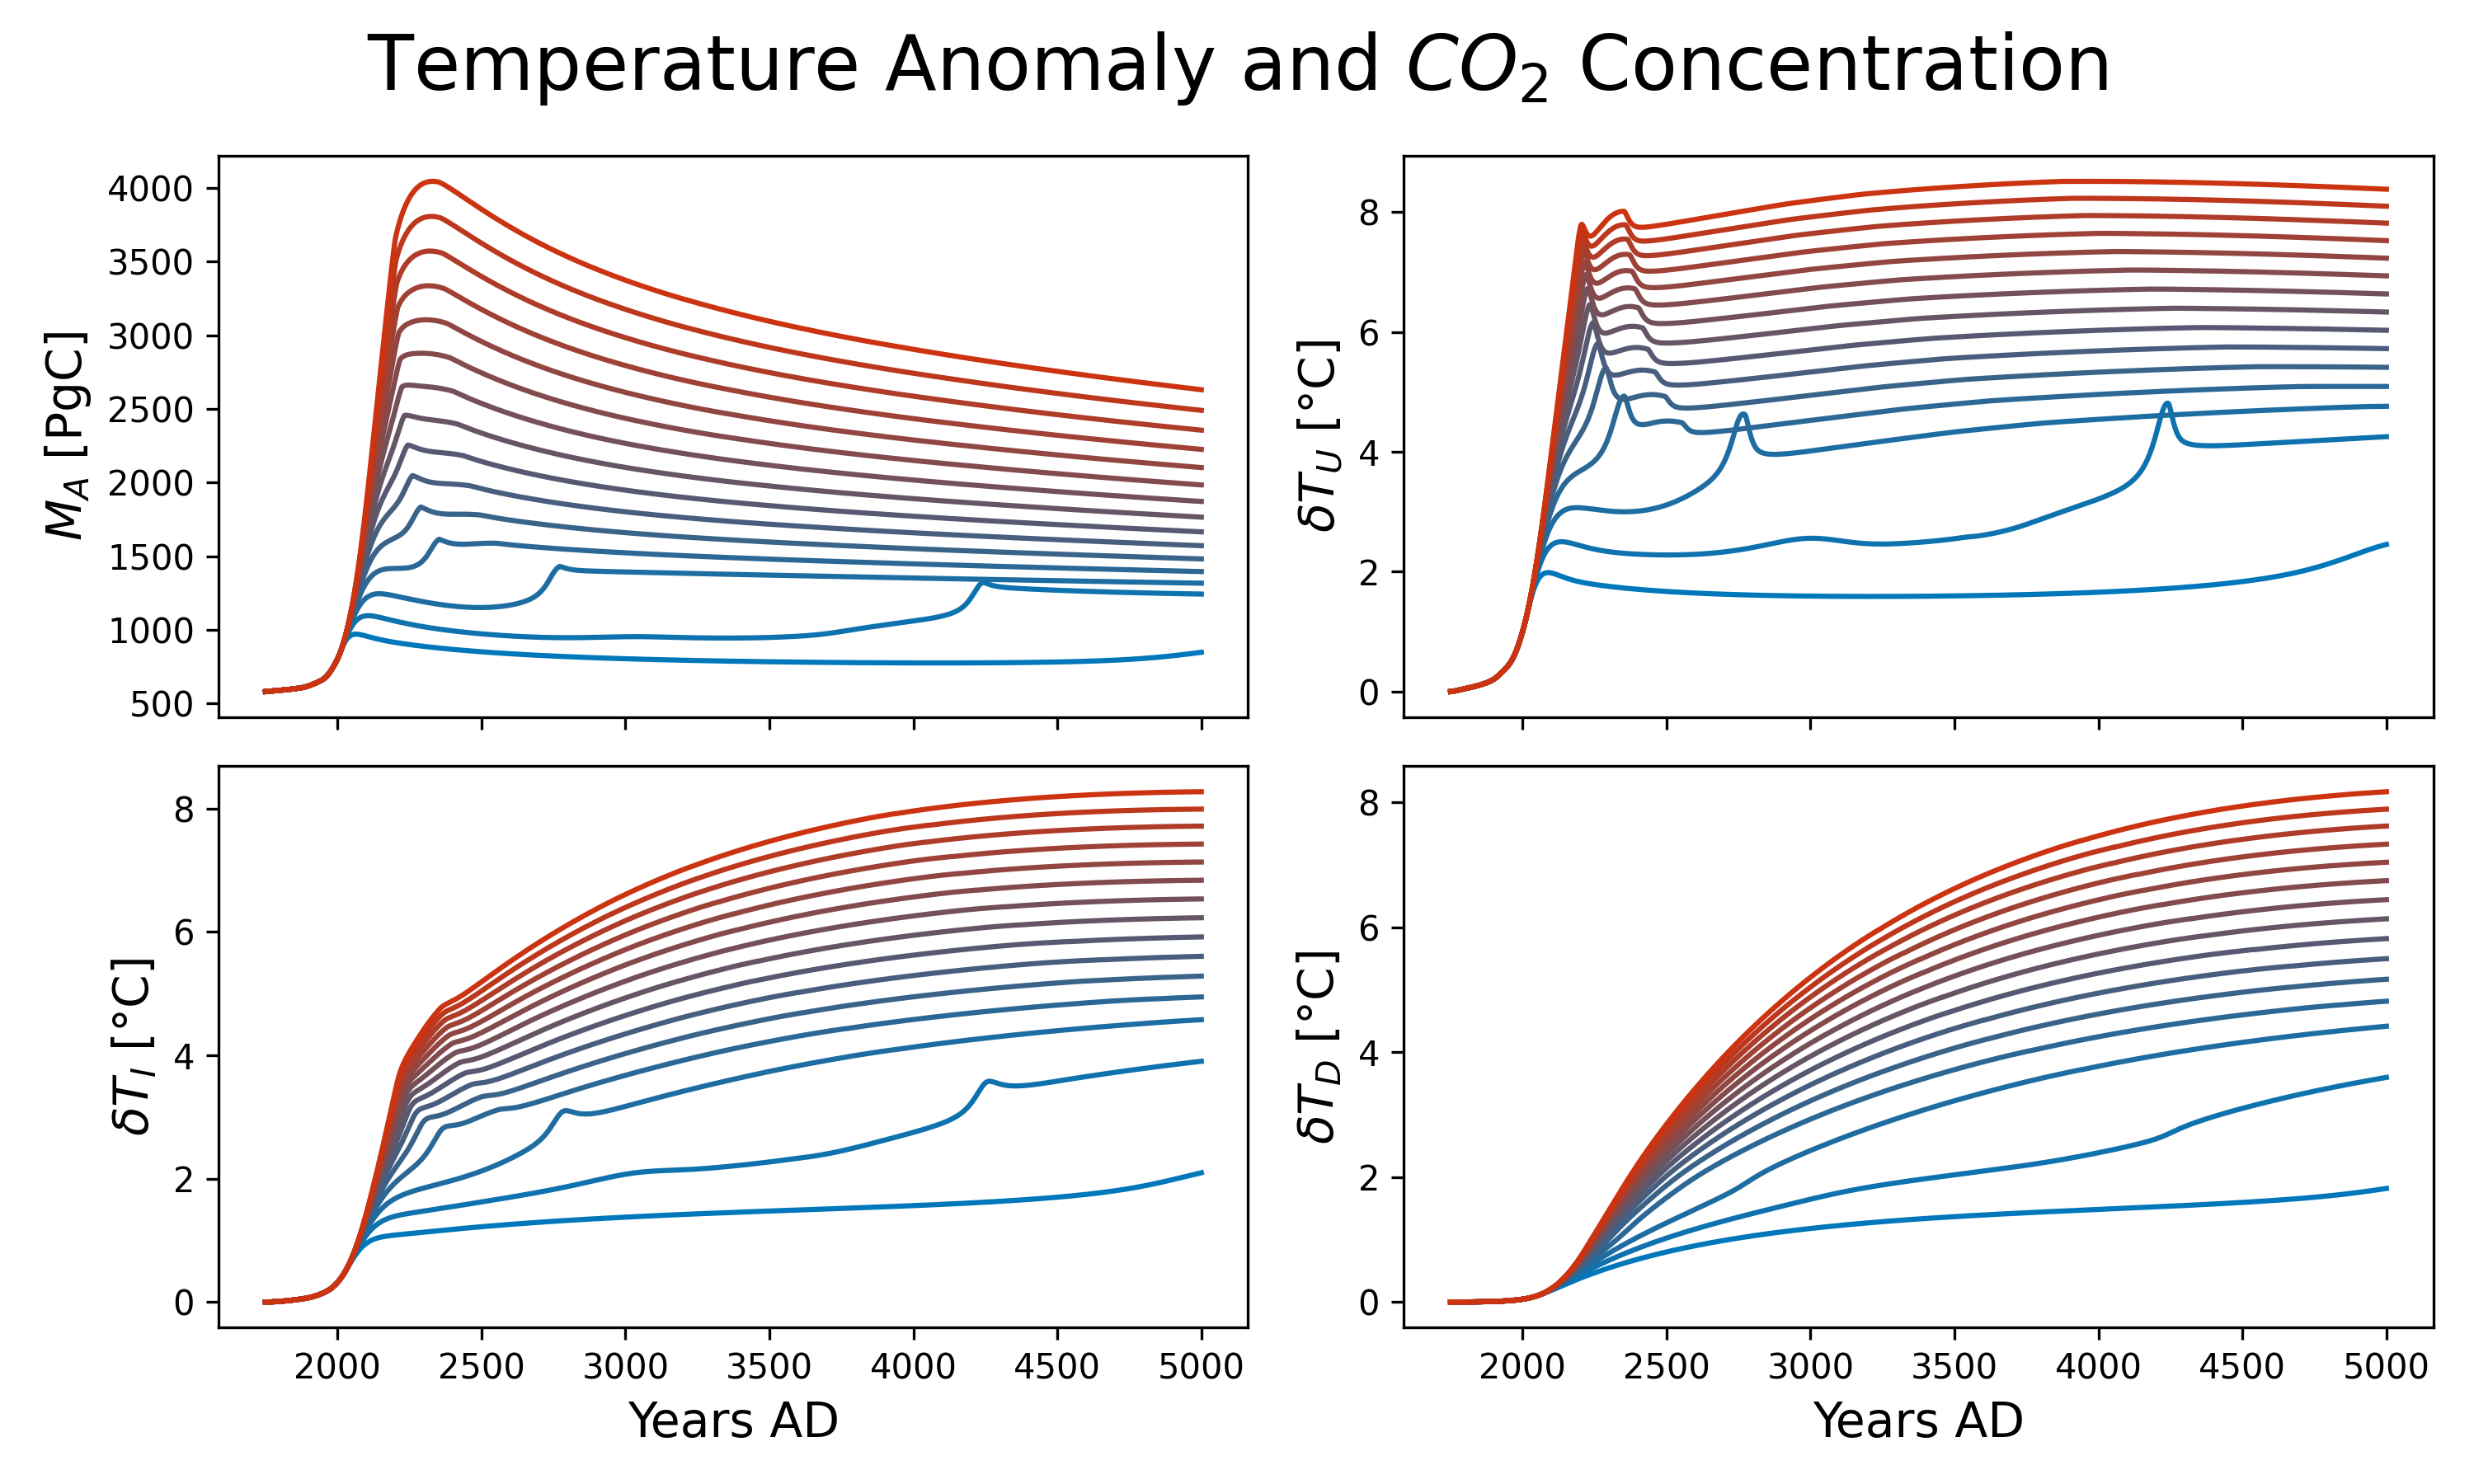 Temperature Anomaly and CO₂ Concentration
M_A [PgC]
4000
3500
3000
2500
2000
1500
1000
500
δT_U [°C]
8
6
4
2
0
δT_I [°C]
8
6
4
2
0
2000 2500 3000 3500 4000 4500 5000
Years AD
δT_D [°C]
8
6
4
2
0
2000 2500 3000 3500 4000 4500 5000
Years AD